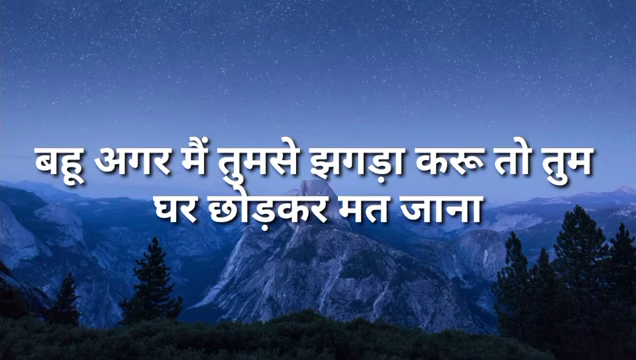 बहू अगर मैं तुमसे झगड़ा करू तो तुम
घर छोड़कर मत जाना